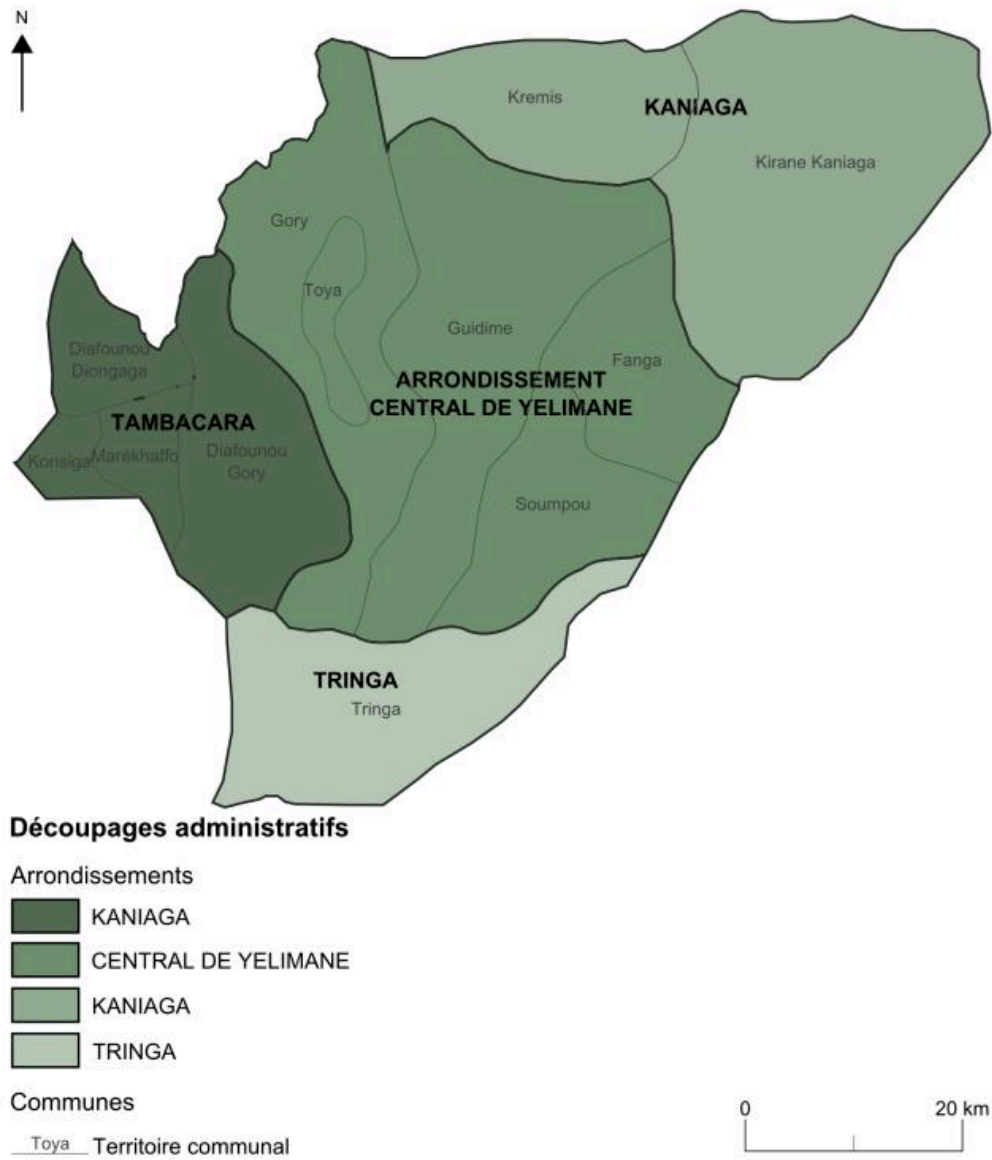 N
Kremis
KANIAGA
Kirane Kaniaga
Gory
Toya
Guidime
Fanga
Diafounou
Diongaga
ARRONDISSEMENT
CENTRAL DE YELIMANE
TAMBACARA
Konsiga
Marékhaffo
Diafounou
Gory
Soumpou
TRINGA
Tringa
Découpages administratifs
Arrondissements
KANIAGA
CENTRAL DE YELIMANE
KANIAGA
TRINGA
Communes
Toya Territoire communal
0 20 km